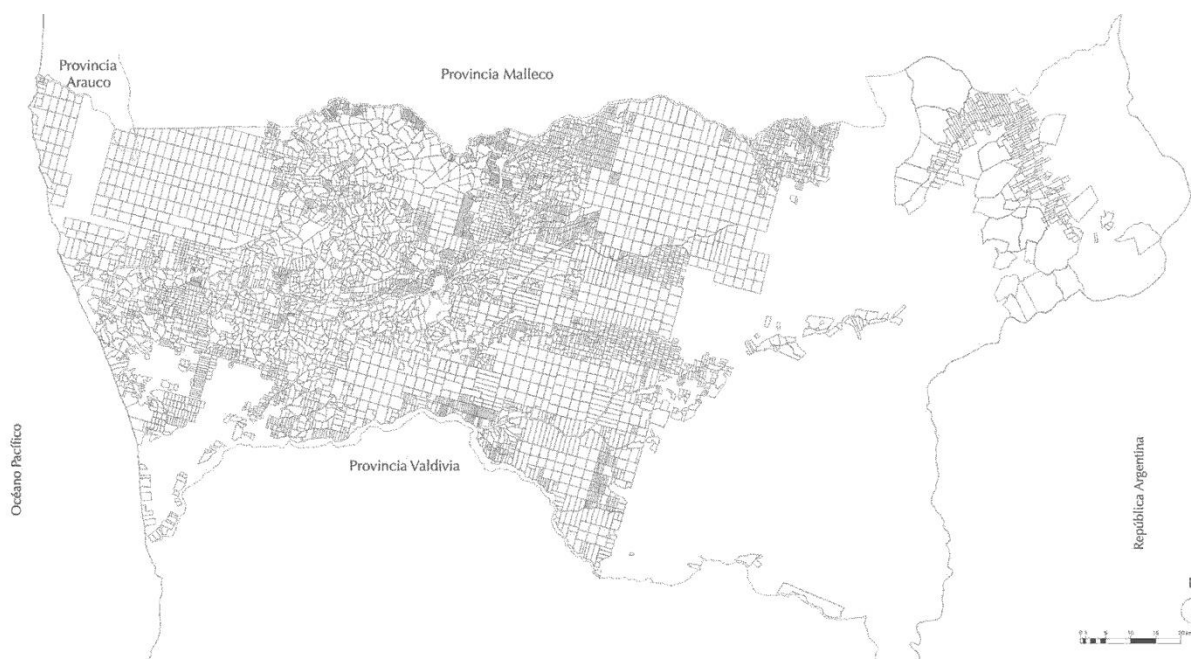 Provincia
Arauco
Provincia Malleco
Provincia Valdivia
Océano Pacífico
República Argentina